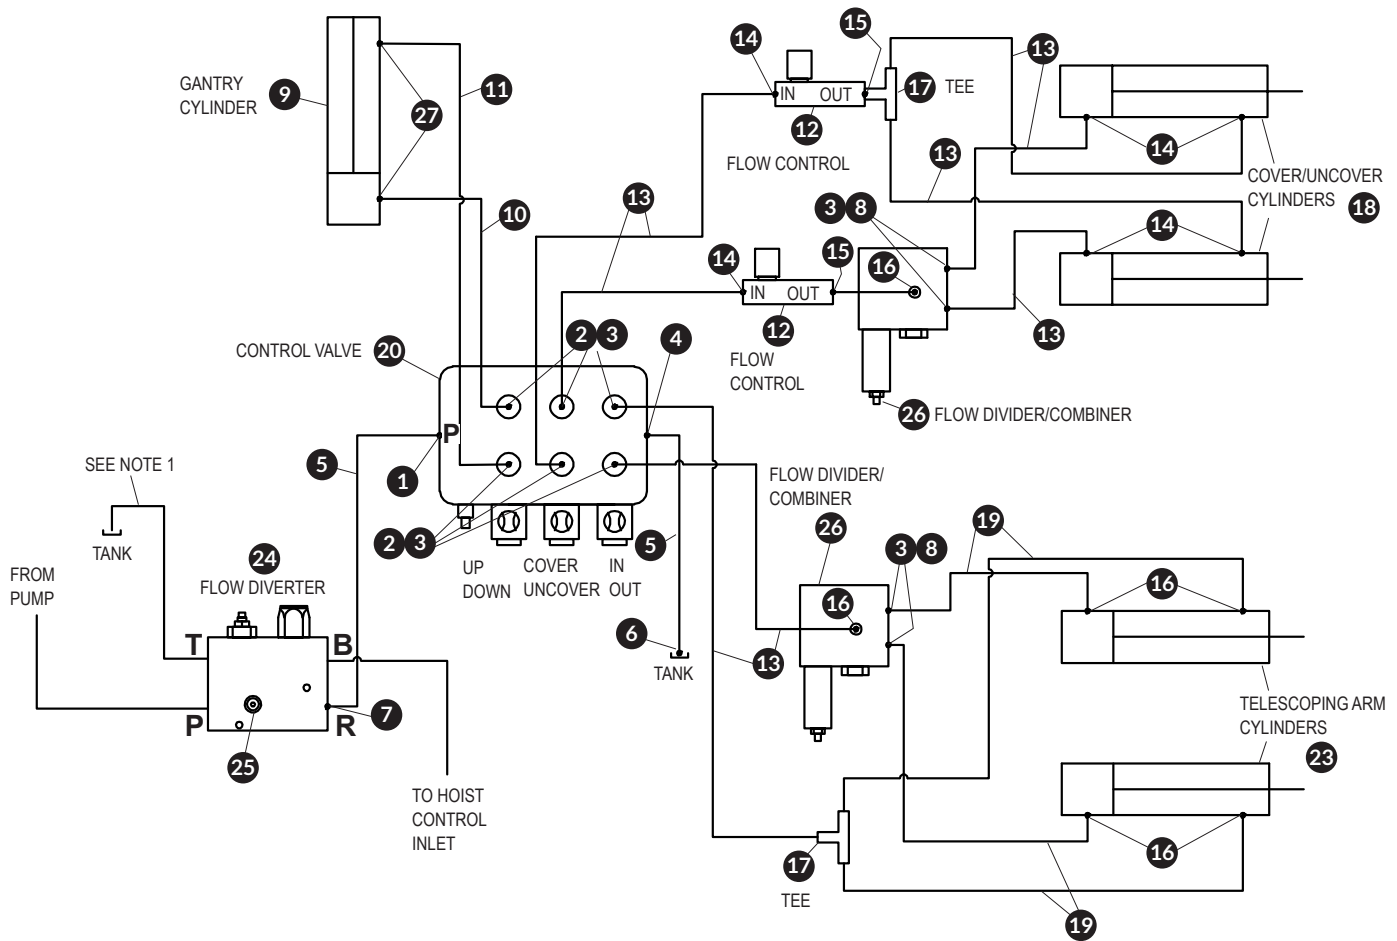 GANTRY
CYLINDER
9
11
27
10
14
IN
OUT
15
17
TEE
12
FLOW CONTROL
13
13
14
COVER/UNCOVER
CYLINDERS
18
13
3 8
14
14
IN
OUT
15
16
12
FLOW
CONTROL
13
26
FLOW DIVIDER/COMBINER
CONTROL VALVE
20
2 3
4
P
1
5
2 3
UP
DOWN
COVER
UNCOVER
IN
OUT
5
6
TANK
SEE NOTE 1
TANK
FROM
PUMP
24
FLOW DIVERTER
T
B
P
R
7
25
TO HOIST
CONTROL
INLET
FLOW DIVIDER/
COMBINER
26
3 8
16
13
19
16
TELESCOPING ARM
CYLINDERS
23
16
17
TEE
19